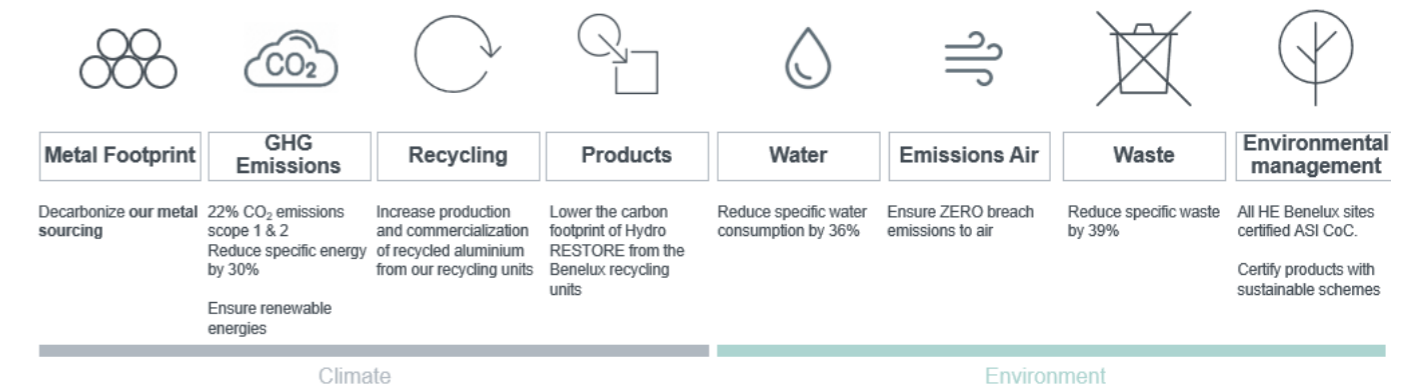 CO2
Metal Footprint
GHG
Emissions
Recycling
Products
Water
Emissions Air
Waste
Environmental
management
Decarbonize our metal
sourcing
22% CO₂ emissions
scope 1 & 2
Reduce specific energy
by 30%
Ensure renewable
energies
Increase production
and commercialization
of recycled aluminium
from our recycling units
Lower the carbon
footprint of Hydro
RESTORE from the
Benelux recycling
units
Reduce specific water
consumption by 36%
Ensure ZERO breach
emissions to air
Reduce specific waste
by 39%
All HE Benelux sites
certified ASI CoC.
Certify products with
sustainable schemes
Climate
Environment